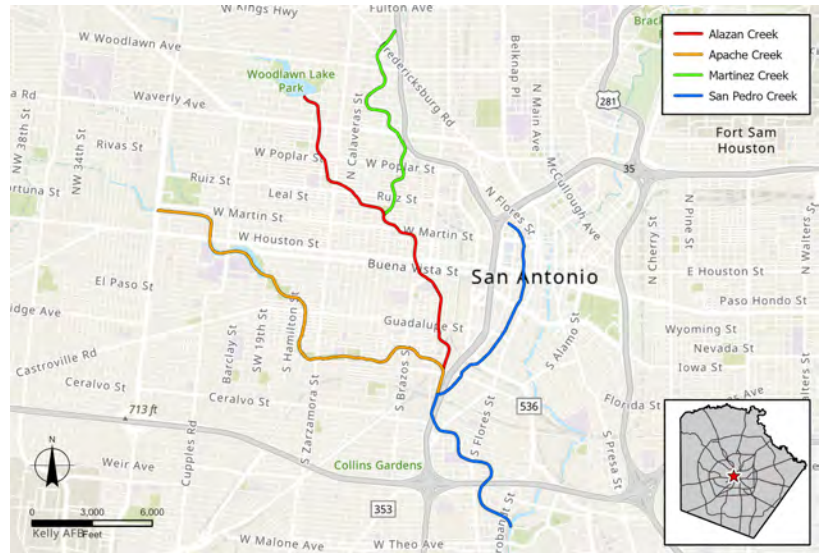 W Kings Hwy
Fulton Ave
W Woodlawn Ave
Woodlawn Lake
Park
Fredericksburg Rd
Belknap Pl
N Main Ave
McCullough Ave
281
Alazan Creek
Apache Creek
Martinez Creek
San Pedro Creek
Fort Sam
Houston
35
Waverly Ave
a Rd
NW 38th St
NW 34th St
Rivas St
N Calaveras St
W Poplar St
W Poplar St
Ruiz St
Ruiz St
Leal St
ortuna St
W Martin St
W Martin St
W Houston St
N Flores St
Buena Vista St
San Antonio
N Cherry St
N Pine St
N Walters St
E Houston St
Paso Hondo St
El Paso St
idge Ave
Guadalupe St
Wyoming St
Nevada St
Iowa St
Castroville Rd
Ceralvo St
Ceralvo St
Barclay St
SW 19th St
S Hamilton St
S Zarzamora St
S Brazos St
S Alamo St
536
Florida St
S Presa St
S Flores St
713 ft
Cupples Rd
Weir Ave
Collins Gardens
353
Probandt St
W Malone Ave
W Theo Ave
Kelly AFB
N
0 3,000 6,000
Feet